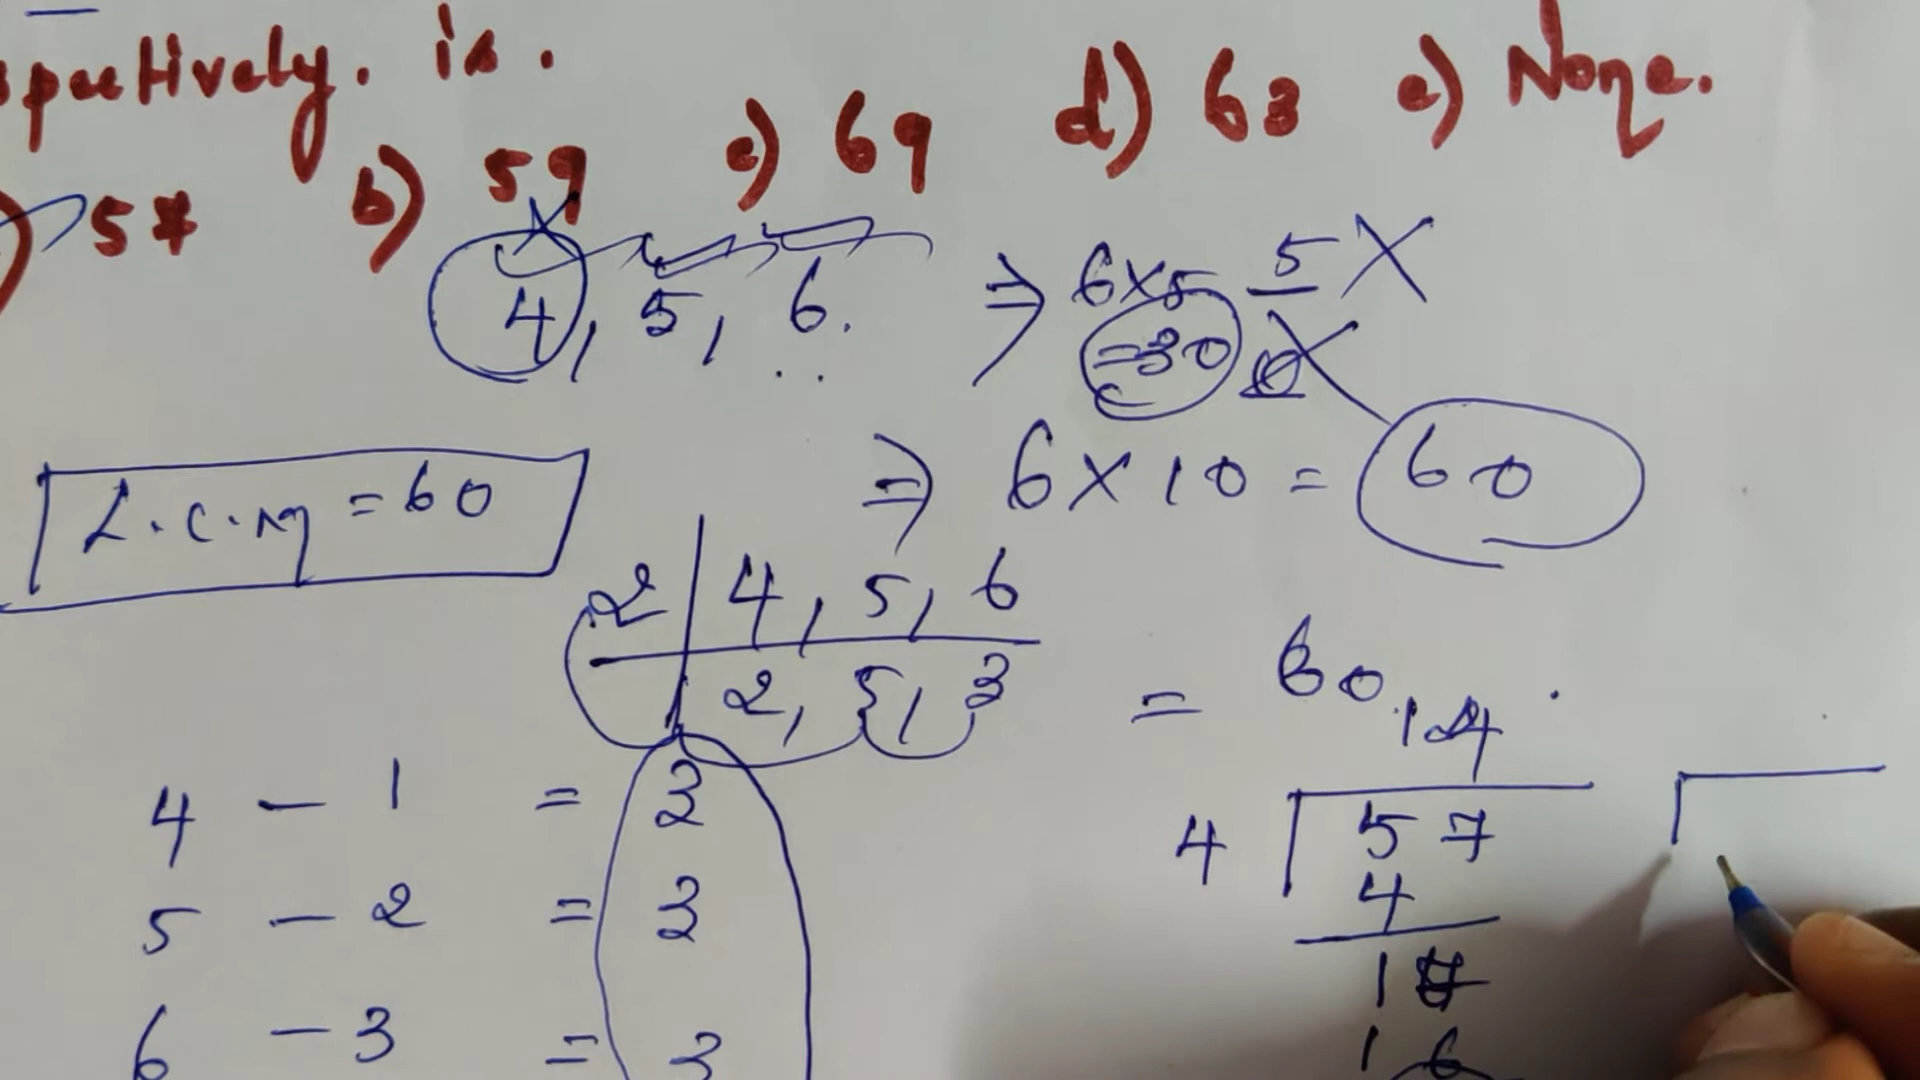 spectively. is.
) 57 b) 59 c) 69 d) 63 e) None.
4, 5, 6. ⇒ 6×5 5
=30
⇒ 6 × 10 = 60
L.C.M = 60
2 | 4, 5, 6
2, 5, 3 = 60
4 - 1 = 3
5 - 2 = 3
6 - 3 = 3
14
4 57
4
17
16